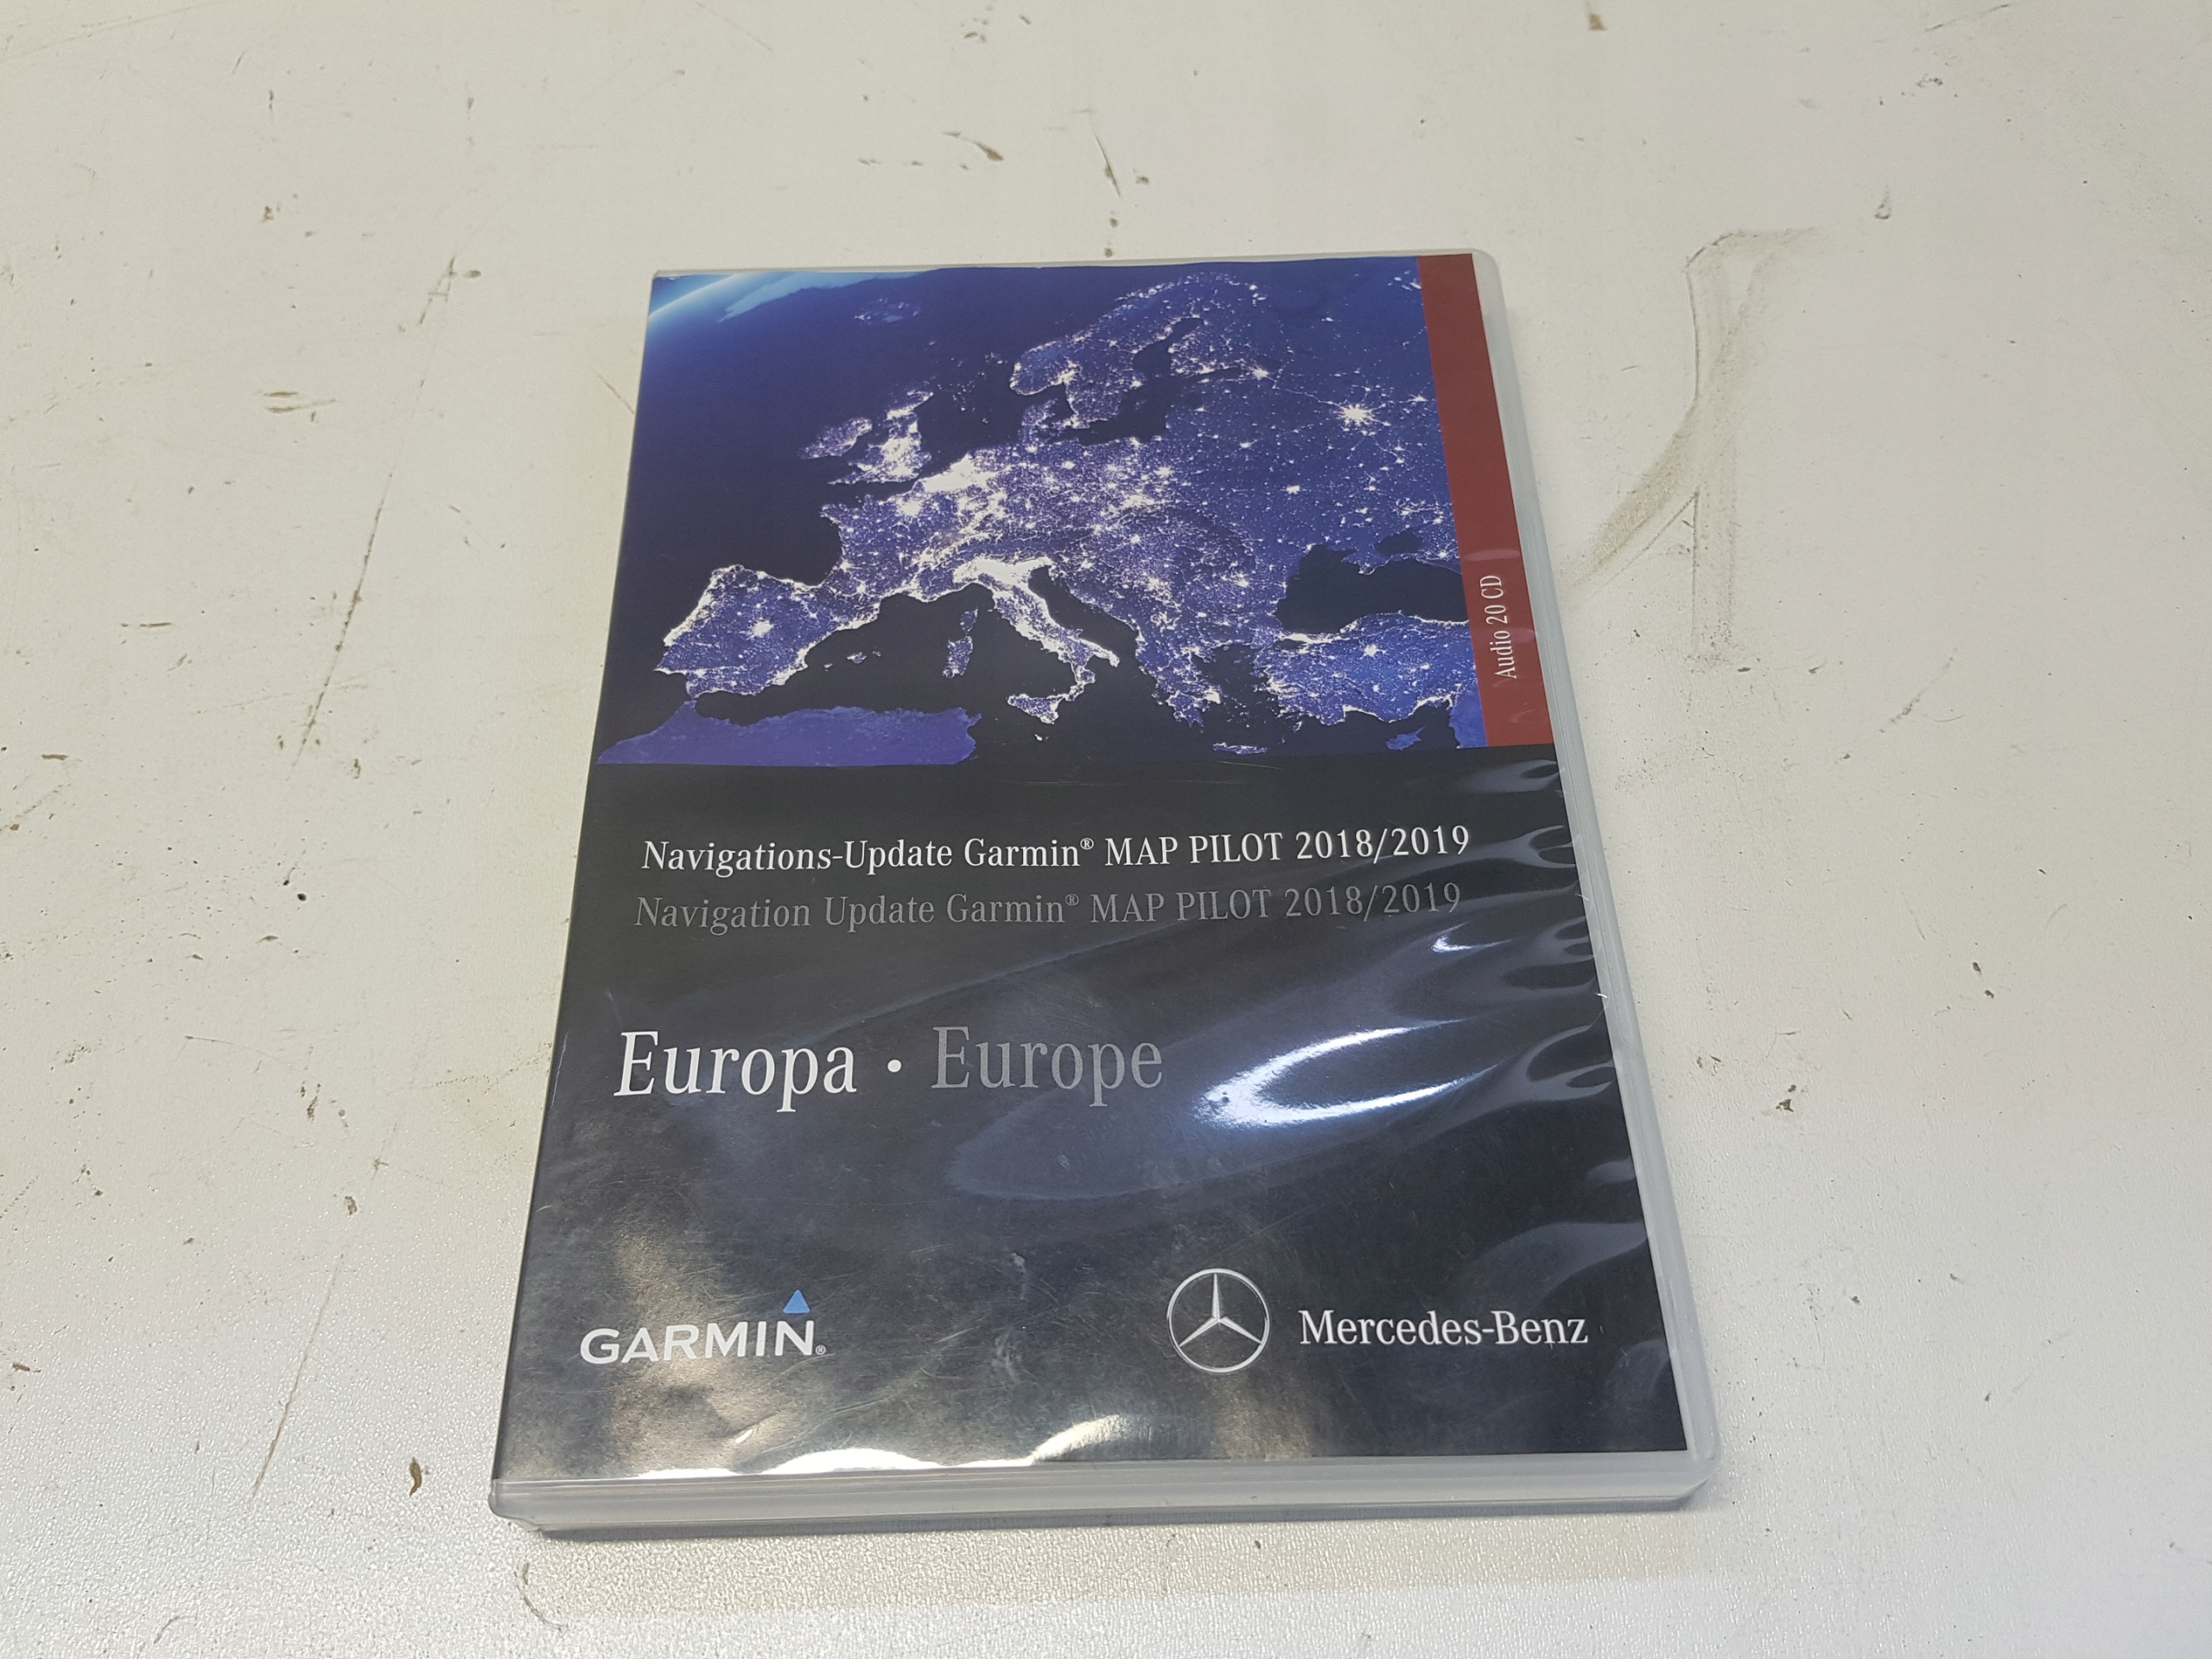 Audio 20 CD
Navigations-Update Garmin® MAP PILOT 2018/2019
Navigation Update Garmin® MAP PILOT 2018/2019
Europa · Europe
GARMIN®
Mercedes-Benz